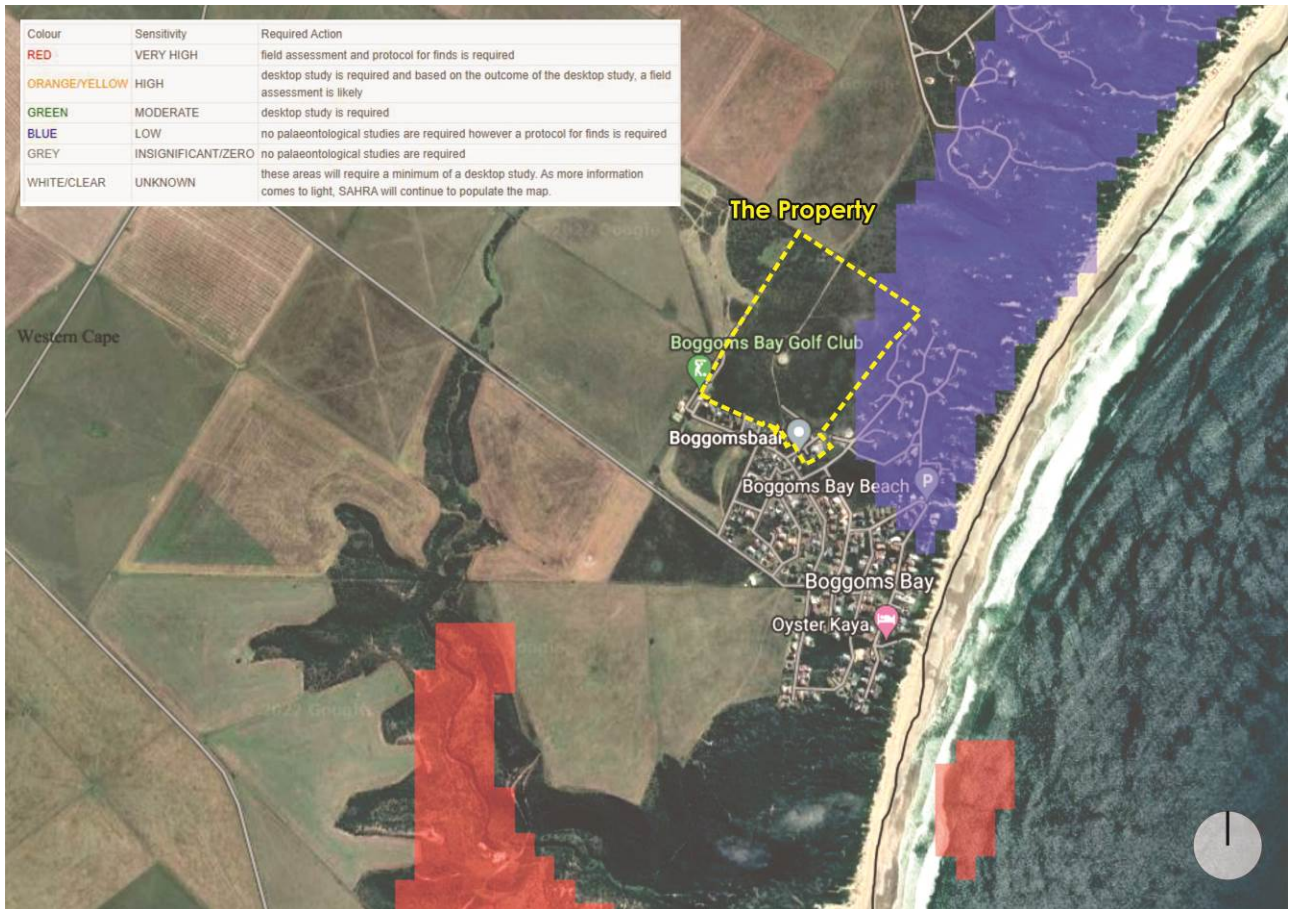 Colour Sensitivity Required Action
RED VERY HIGH field assessment and protocol for finds is required
ORANGE/YELLOW HIGH desktop study is required and based on the outcome of the desktop study, a field
assessment is likely
GREEN MODERATE desktop study is required
BLUE LOW no palaeontological studies are required however a protocol for finds is required
GREY INSIGNIFICANT/ZERO no palaeontological studies are required
WHITE/CLEAR UNKNOWN these areas will require a minimum of a desktop study. As more information
comes to light, SAHRA will continue to populate the map.
The Property
© 2022 Google
Western Cape
Boggoms Bay Golf Club
Boggomsbaai
Boggoms Bay Beach
P
Boggoms Bay
Oyster Kaya
© 2022 Google